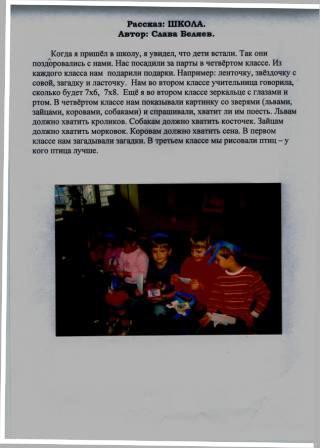 Рассказ: ШКОЛА.
Автор: Слава Беляев.
Когда я пришёл в школу, я увидел, что дети встали. Так они
поздоровались с нами. Нас посадили за парты в четвёртом классе. Из
каждого класса нам подарили подарки. Например: ленточку, звёздочку с
совой, загадку и ласточку. Нам во втором классе учительница говорила,
сколько будет 7х6, 7х8. Ещё я во втором классе зеркальце с глазами и
ртом. В четвёртом классе нам показывали картинку со зверями (львами,
зайцами, коровами, собаками) и спрашивали, хватит ли им поесть. Львам
должно хватить кроликов. Собакам должно хватить косточек. Зайцам
должно хватить морковок. Коровам должно хватить сена. В первом
классе нам загадывали загадки. В третьем классе мы рисовали птиц – у
кого птица лучше.